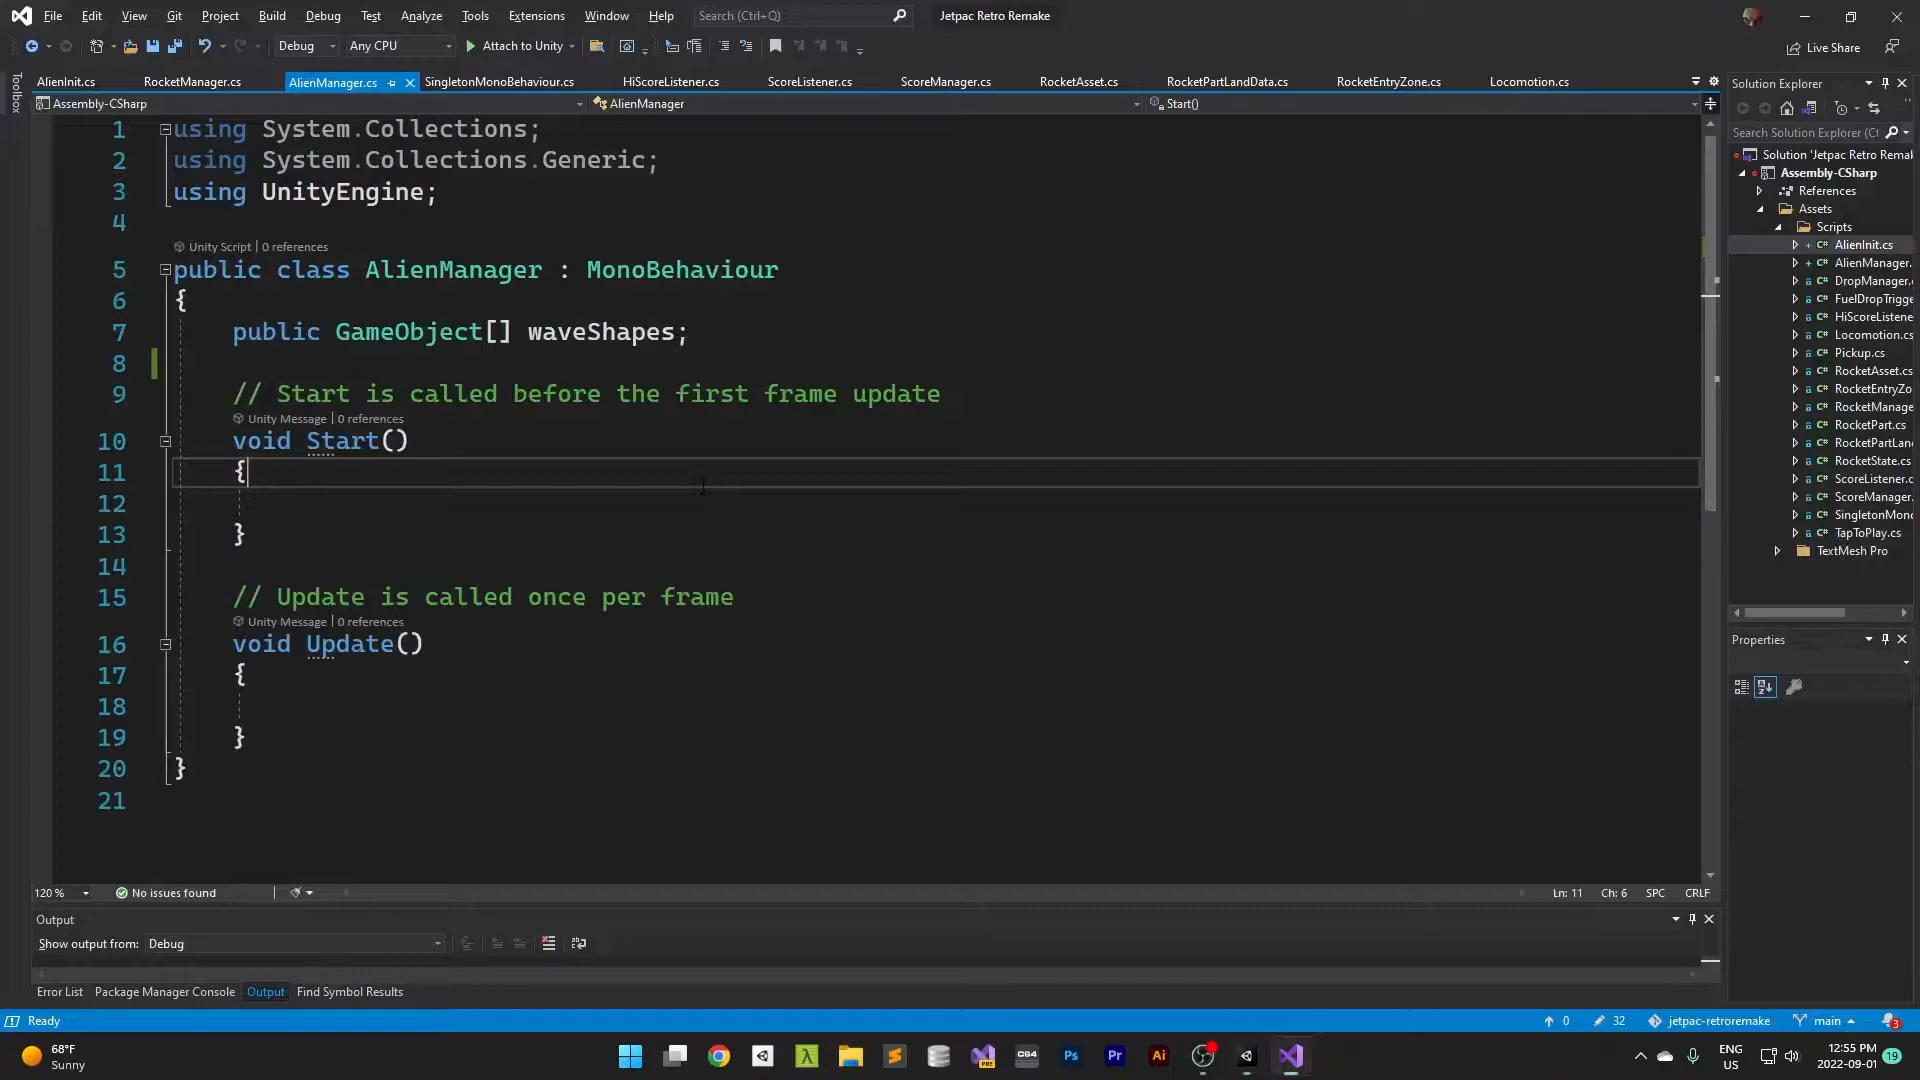 File Edit View Git Project Build Debug Test Analyze Tools Extensions Window Help Search (Ctrl+Q) Jetpac Retro Remake
Debug Any CPU Attach to Unity Live Share
Toolbox
AlienInit.cs RocketManager.cs AlienManager.cs SingletonMonoBehaviour.cs HiScoreListener.cs ScoreListener.cs ScoreManager.cs RocketAsset.cs RocketPartLandData.cs RocketEntryZone.cs Locomotion.cs
Assembly-CSharp AlienManager Start()
1 using System.Collections;
2 using System.Collections.Generic;
3 using UnityEngine;
4
Unity Script | 0 references
5 public class AlienManager : MonoBehaviour
6 {
7 public GameObject[] waveShapes;
8
9 // Start is called before the first frame update
Unity Message | 0 references
10 void Start()
11 {
12
13 }
14
15 // Update is called once per frame
Unity Message | 0 references
16 void Update()
17 {
18
19 }
20 }
21
120 % No issues found Ln: 11 Ch: 6 SPC CRLF
Output
Show output from: Debug
Error List Package Manager Console Output Find Symbol Results
Solution Explorer
Search Solution Explorer (Ct
Solution 'Jetpac Retro Remak
Assembly-CSharp
References
Assets
Scripts
C# AlienInit.cs
C# AlienManager.
C# DropManager.c
C# FuelDropTrigge
C# HiScoreListene
C# Locomotion.cs
C# Pickup.cs
C# RocketAsset.cs
C# RocketEntryZo
C# RocketManage
C# RocketPart.cs
C# RocketPartLan
C# RocketState.cs
C# ScoreListener.c
C# ScoreManager.
C# SingletonMono
C# TapToPlay.cs
TextMesh Pro
Properties
Ready 0 32 jetpac-retroremake main 3
68°F
Sunny
PRE C64 Ps Pr Ai
ENG
US
12:55 PM
2022-09-01
19